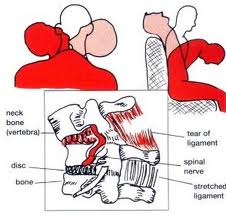 neck
bone
(vertebra)
disc
bone
tear of
ligament
spinal
nerve
stretched
ligament